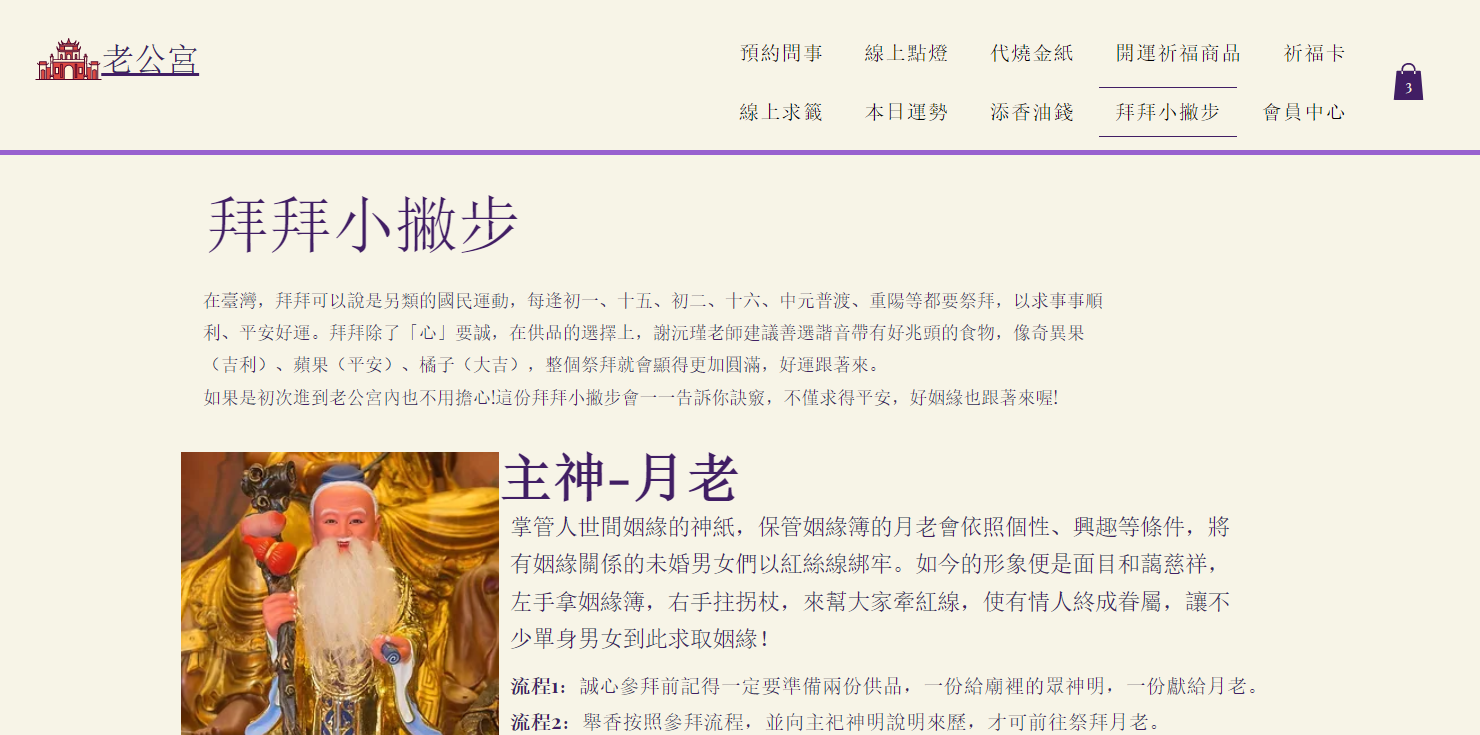 老公宮
預約問事 線上點燈 代燒金紙 開運祈福商品 祈福卡
3
線上求籤 本日運勢 添香油錢 拜拜小撇步 會員中心
拜拜小撇步
在臺灣，拜拜可以說是另類的國民運動，每逢初一、十五、初二、十六、中元普渡、重陽等都要祭拜，以求事事順
利、平安好運。拜拜除了「心」要誠，在供品的選擇上，謝沅瑾老師建議善選諧音帶有好兆頭的食物，像奇異果
（吉利）、蘋果（平安）、橘子（大吉），整個祭拜就會顯得更加圓滿，好運跟著來。
如果是初次進到老公宮內也不用擔心!這份拜拜小撇步會一一告訴你訣竅，不僅求得平安，好姻緣也跟著來喔!
主神-月老
掌管人世間姻緣的神紙，保管姻緣簿的月老會依照個性、興趣等條件，將
有姻緣關係的未婚男女們以紅絲線綁牢。如今的形象便是面目和藹慈祥，
左手拿姻緣簿，右手拄拐杖，來幫大家牽紅線，使有情人終成眷屬，讓不
少單身男女到此求取姻緣!
流程1：誠心參拜前記得一定要準備兩份供品，一份給廟裡的眾神明，一份獻給月老。
流程2：舉香按照參拜流程，並向主祀神明說明來歷，才可前往祭拜月老。